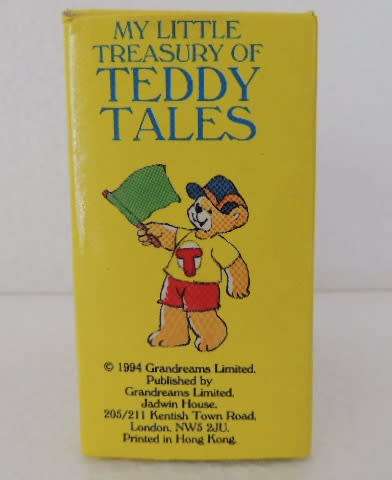 MY LITTLE
TREASURY OF
TEDDY
TALES
T
© 1994 Grandreams Limited.
Published by
Grandreams Limited.
Jadwin House,
205/211 Kentish Town Road,
London, NW5 2JU.
Printed in Hong Kong.